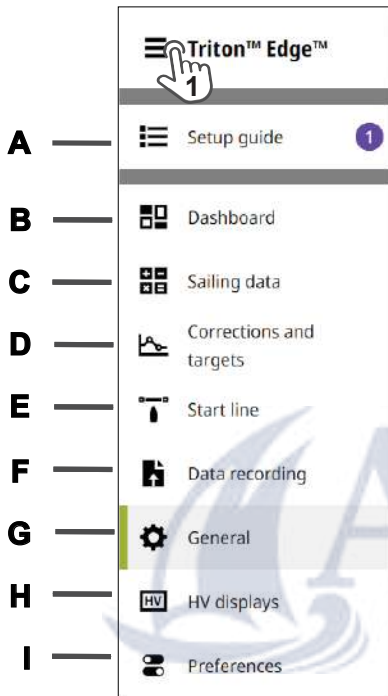 Triton™ Edge™
1
A Setup guide 1
B Dashboard
C Sailing data
D Corrections and
targets
E Start line
F Data recording
G General
H HV HV displays
I Preferences
A